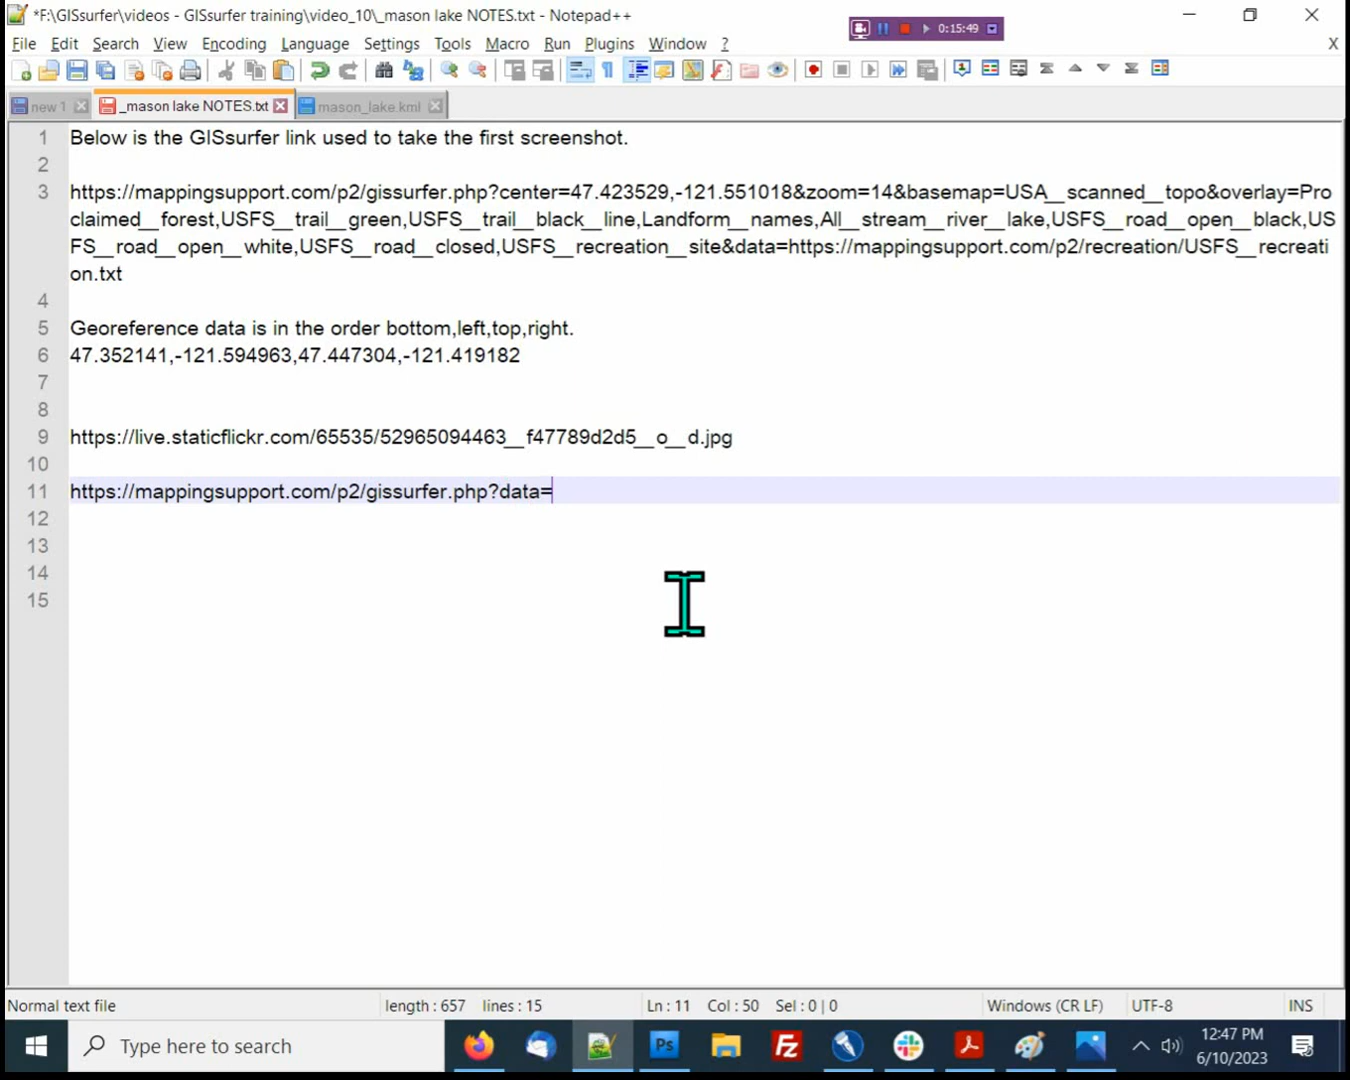 *F:\GISsurfer\videos - GISsurfer training\video_10\_mason lake NOTES.txt - Notepad++
0:15:49
File Edit Search View Encoding Language Settings Tools Macro Run Plugins Window ? X
new 1 _mason lake NOTES.txt mason_lake.kml
1 Below is the GISsurfer link used to take the first screenshot.
2
3 https://mappingsupport.com/p2/gissurfer.php?center=47.423529,-121.551018&zoom=14&basemap=USA__scanned__topo&overlay=Pro
claimed__forest,USFS__trail__green,USFS__trail__black__line,Landform__names,All__stream__river__lake,USFS__road__open__black,US
FS__road__open__white,USFS__road__closed,USFS__recreation__site&data=https://mappingsupport.com/p2/recreation/USFS__recreati
on.txt
4
5 Georeference data is in the order bottom,left,top,right.
6 47.352141,-121.594963,47.447304,-121.419182
7
8
9 https://live.staticflickr.com/65535/52965094463__f47789d2d5__o__d.jpg
10
11 https://mappingsupport.com/p2/gissurfer.php?data=
12
13
14
15
Normal text file length : 657 lines : 15 Ln : 11 Col : 50 Sel : 0 | 0 Windows (CR LF) UTF-8 INS
Type here to search Ps Fz 12:47 PM
6/10/2023